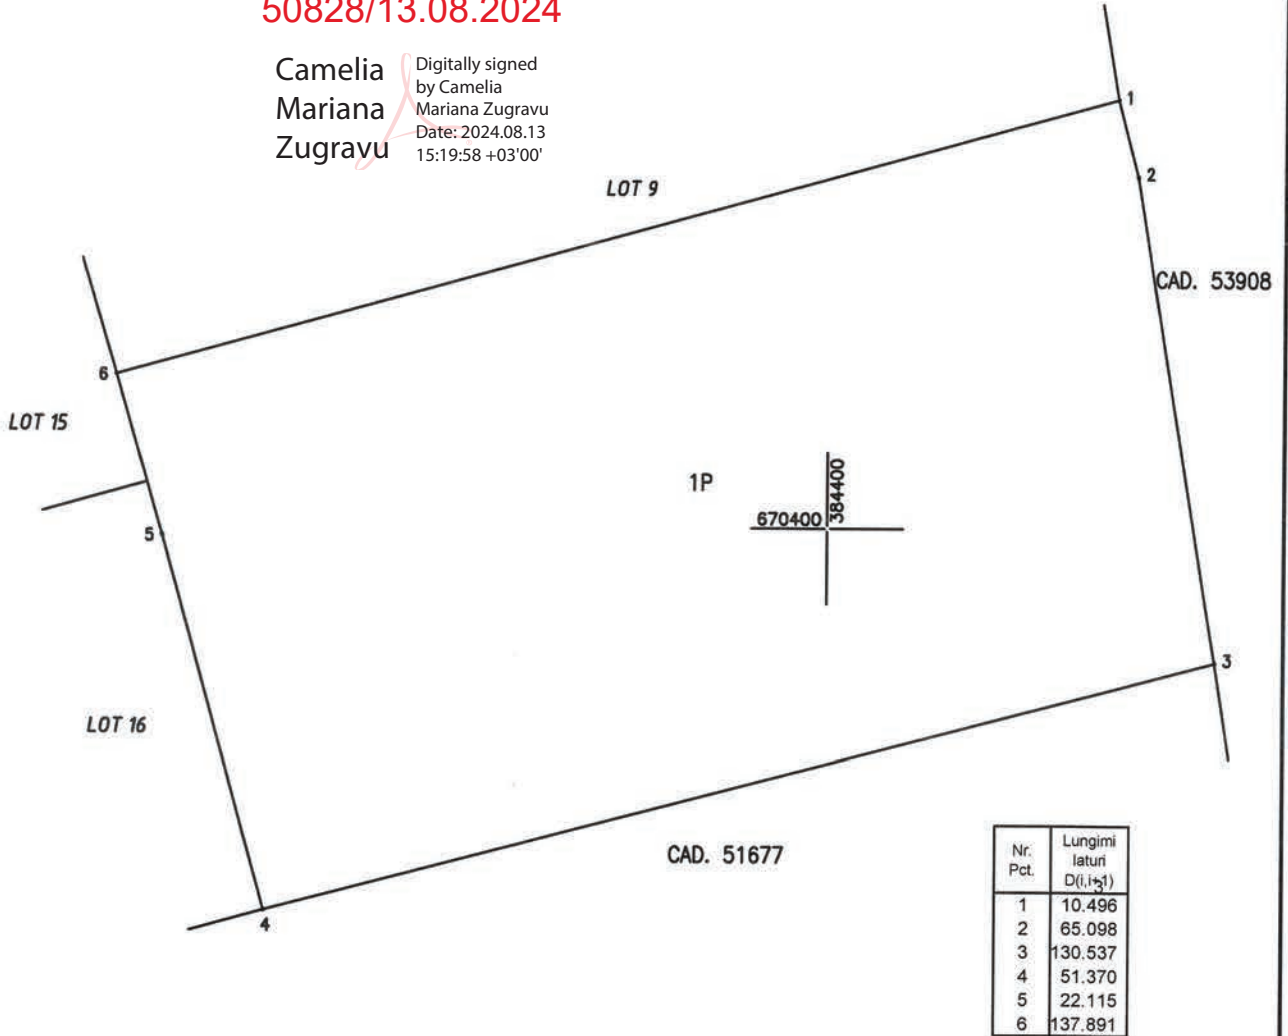 50828/13.08.2024
Camelia
Mariana
Zugravu
Digitally signed
by Camelia
Mariana Zugravu
Date: 2024.08.13
15:19:58 +03'00'
1
2
LOT 9
CAD. 53908
6
LOT 15
1P
384400
670400
5
3
LOT 16
CAD. 51677
4
Nr.
Pct.
Lungimi
laturi
D(i,i+1)
3
1 10.496
2 65.098
3 130.537
4 51.370
5 22.115
6 137.891